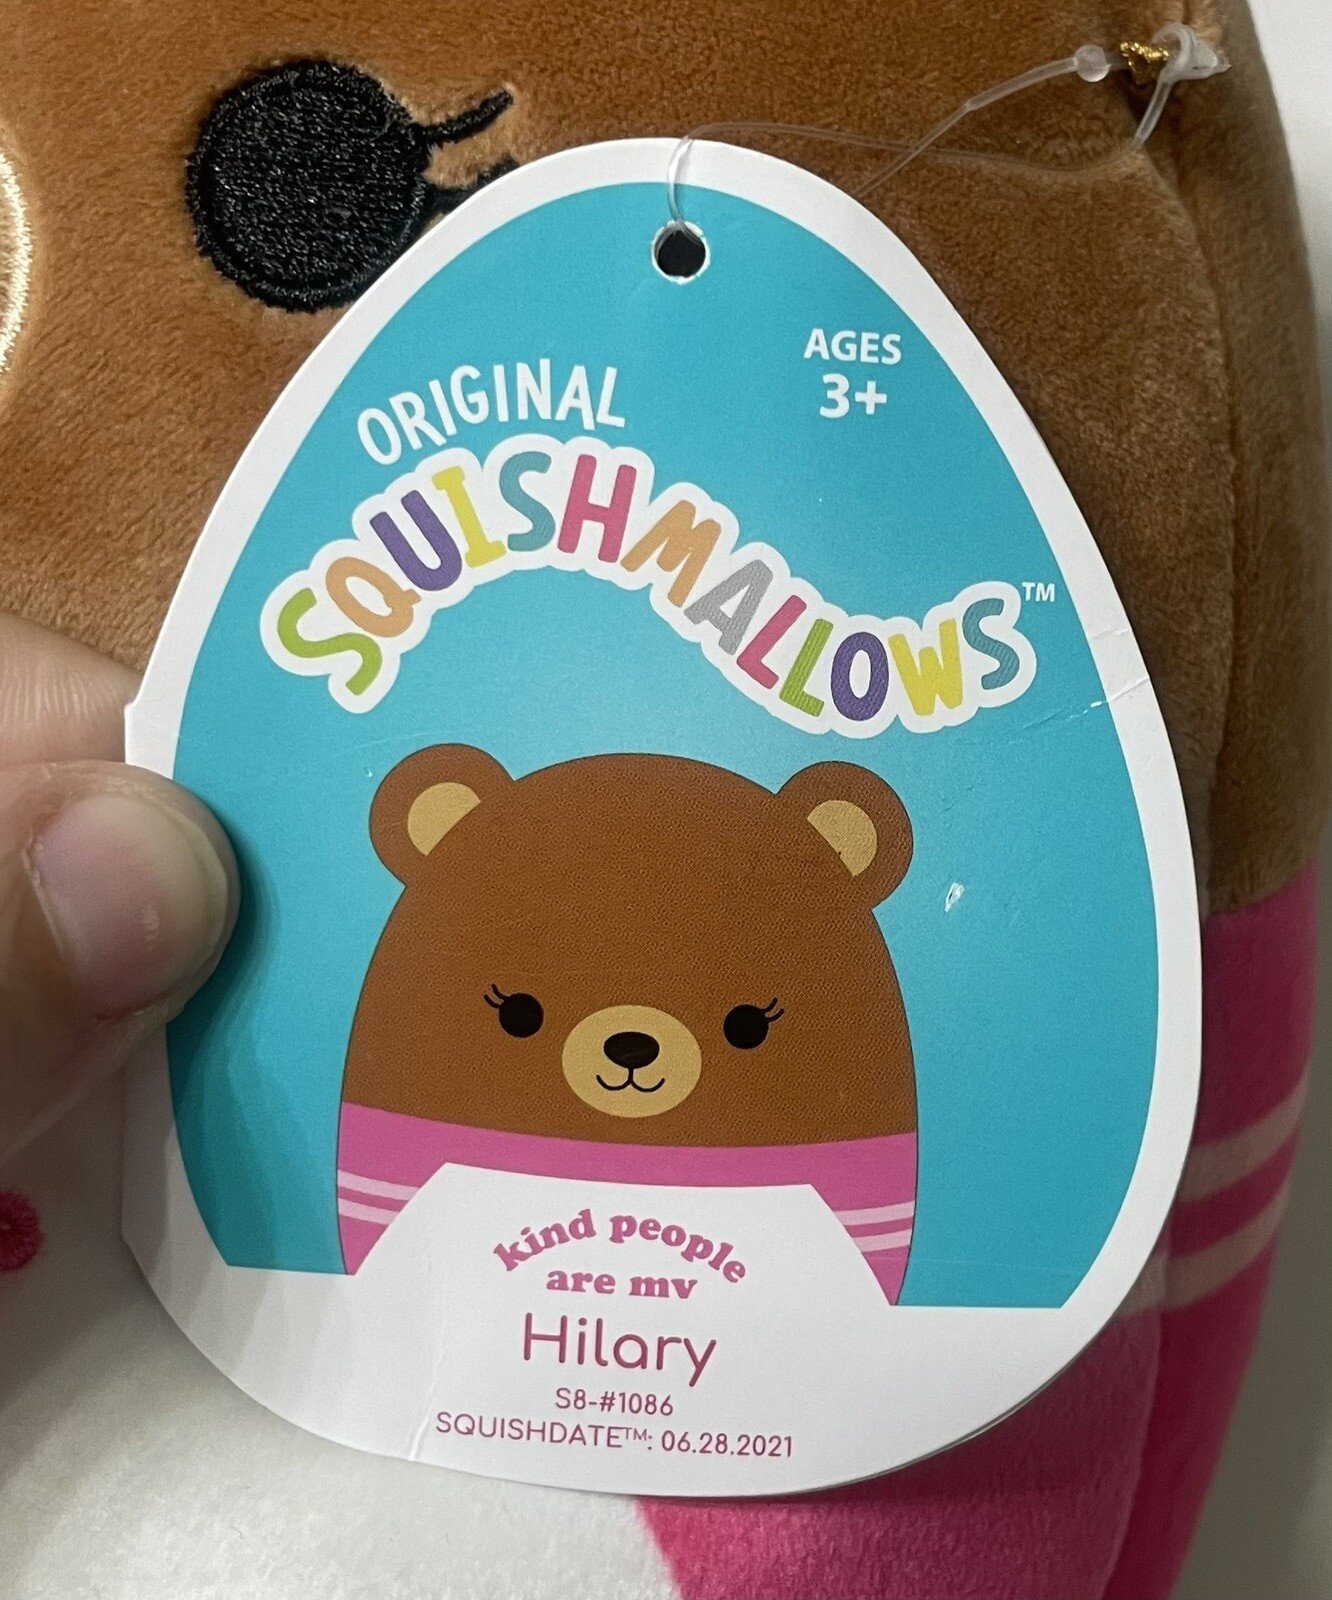 AGES
3+
ORIGINAL
SQUISHMALLOWS™
kind people
are my
Hilary
S8-#1086
SQUISHDATE™: 06.28.2021